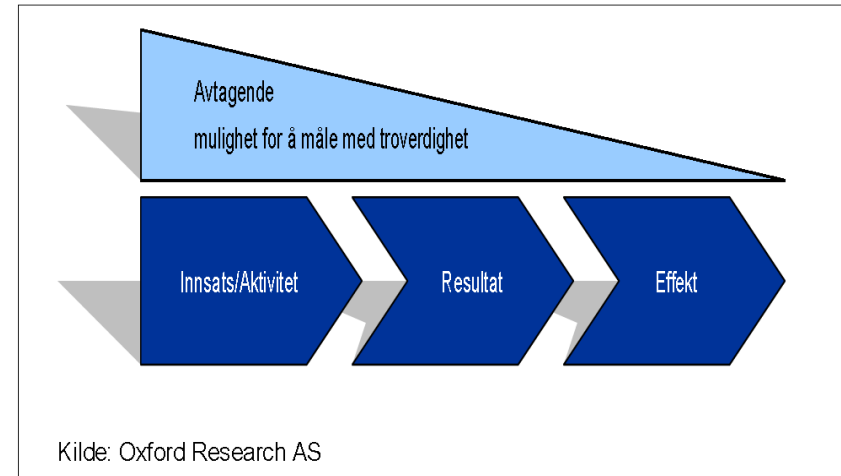 Avtagende
mulighet for å måle med troverdighet
Innsats/Aktivitet
Resultat
Effekt
Kilde: Oxford Research AS